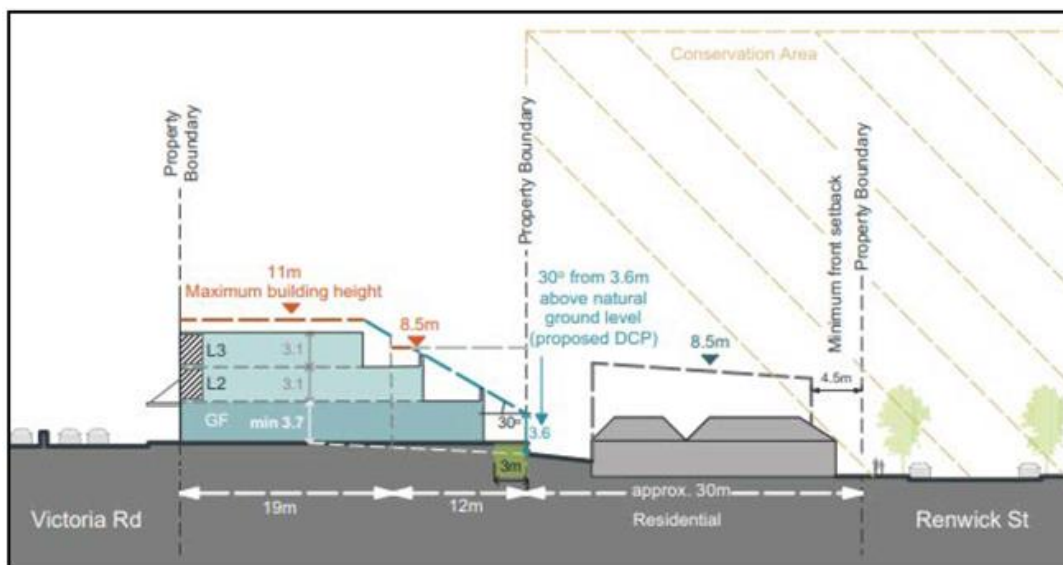 Conservation Area
Property
Boundary
Property Boundary
Minimum front setback
Property Boundary
11m
Maximum building height
8.5m
30° from 3.6m
above natural
ground level
(proposed DCP)
8.5m
4.5m
L3
3.1
L2
3.1
GF
min 3.7
30°
3.6
3m
19m
12m
approx. 30m
Victoria Rd
Residential
Renwick St